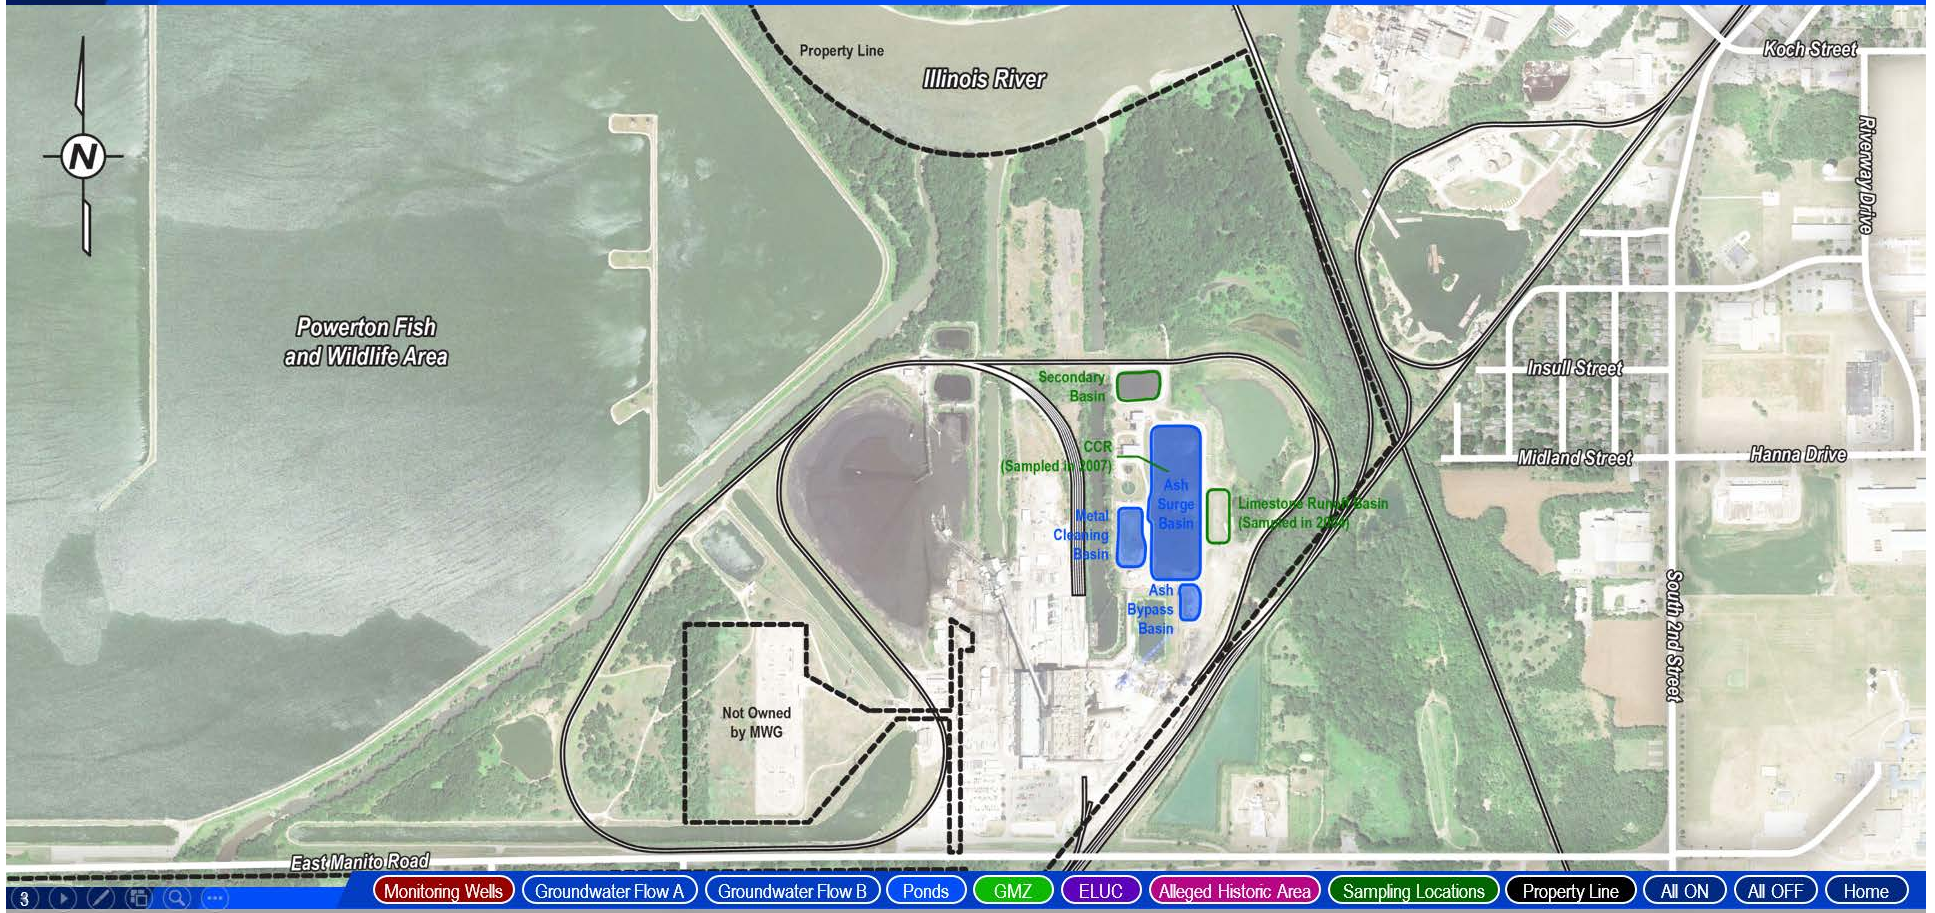 Property Line
Illinois River
Koch Street
Riverway Drive
N
Powerton Fish
and Wildlife Area
Secondary
Basin
Insull Street
CCR
(Sampled in 2007)
Midland Street
Hanna Drive
Ash
Surge
Basin
Limestone Runoff Basin
(Sampled in
Metal
Cleaning
Basin
Ash
Bypass
Basin
South 2nd Street
Not Owned
by MWG
East Manito Road
3
Monitoring Wells
Groundwater Flow A
Groundwater Flow B
Ponds
GMZ
ELUC
Alleged Historic Area
Sampling Locations
Property Line
All ON
All OFF
Home